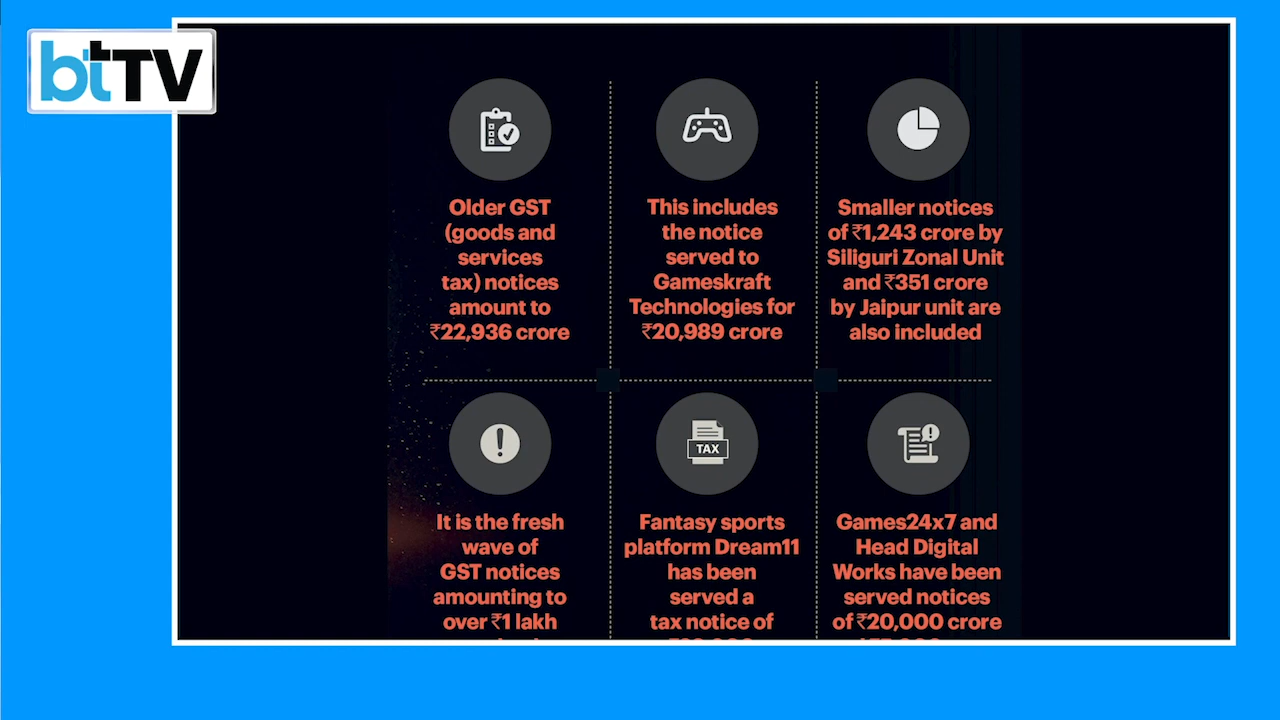 btTV
Older GST
(goods and
services
tax) notices
amount to
₹22,936 crore
This includes
the notice
served to
Gameskraft
Technologies for
₹20,989 crore
Smaller notices
of ₹1,243 crore by
Siliguri Zonal Unit
and ₹351 crore
by Jaipur unit are
also included
It is the fresh
wave of
GST notices
amounting to
over ₹1 lakh
Fantasy sports
platform Dream11
has been
served a
tax notice of
TAX
Games24x7 and
Head Digital
Works have been
served notices
of ₹20,000 crore